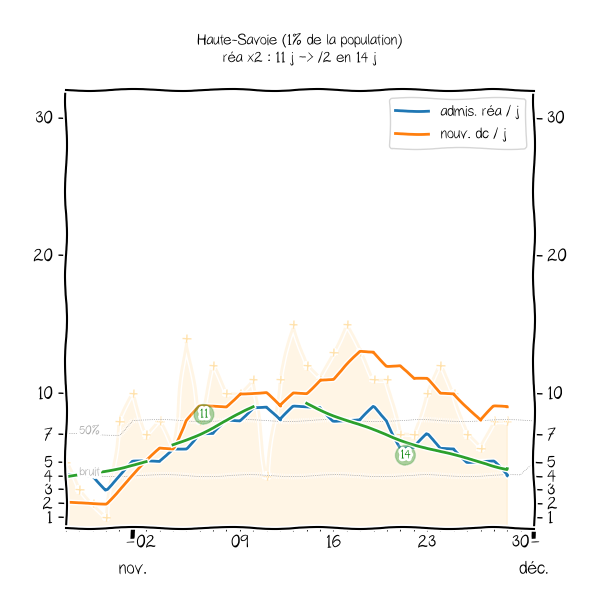 Haute-Savoie (1% de la population)
réa x2 : 11 j -> /2 en 14 j
admis. réa / j
nouv. dc / j
30 30
20 20
10 10
7 7
5 5
4 4
3 3
2 2
1 1
50%
bruit
11
14
02 09 16 23 30
nov. déc.